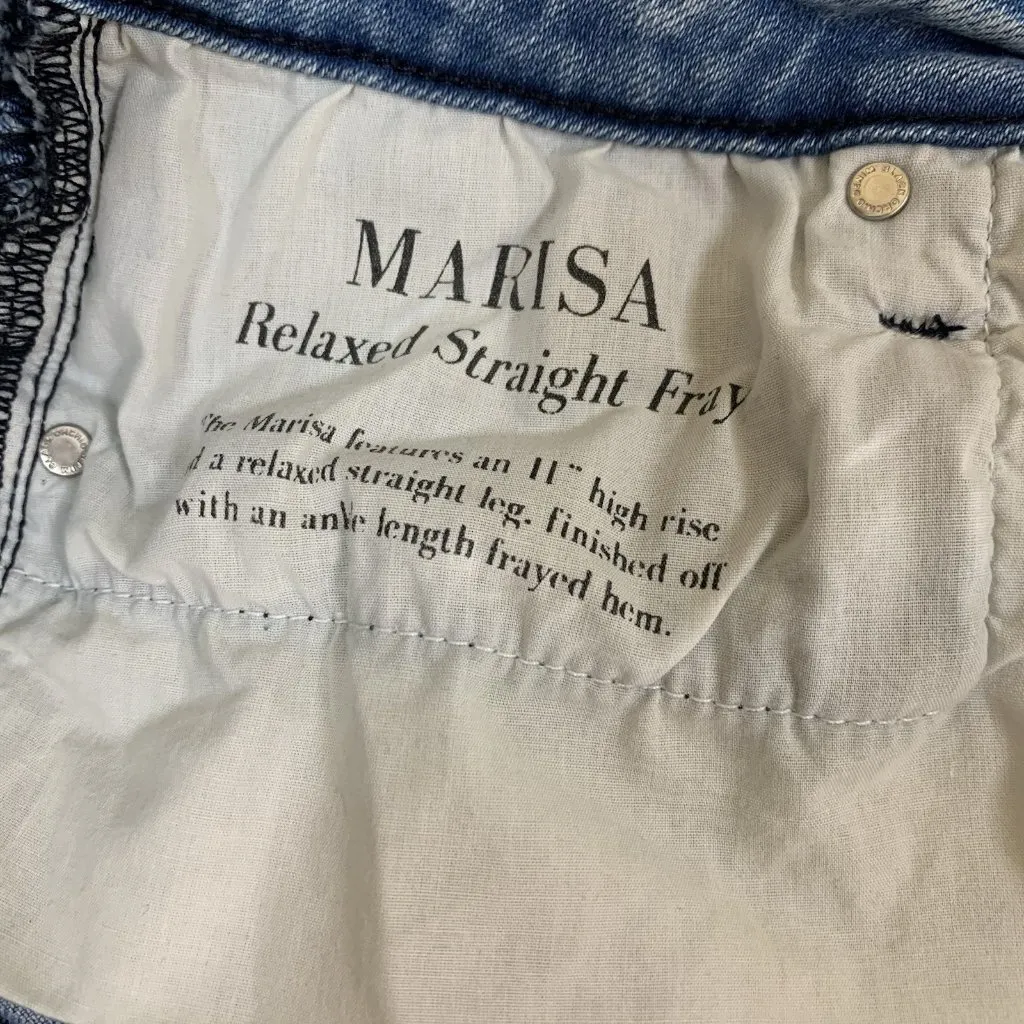 MARISA
Relaxed Straight Fray
The Marisa features an 11" high rise
a relaxed straight leg. finished off
with an ankle length frayed hem.